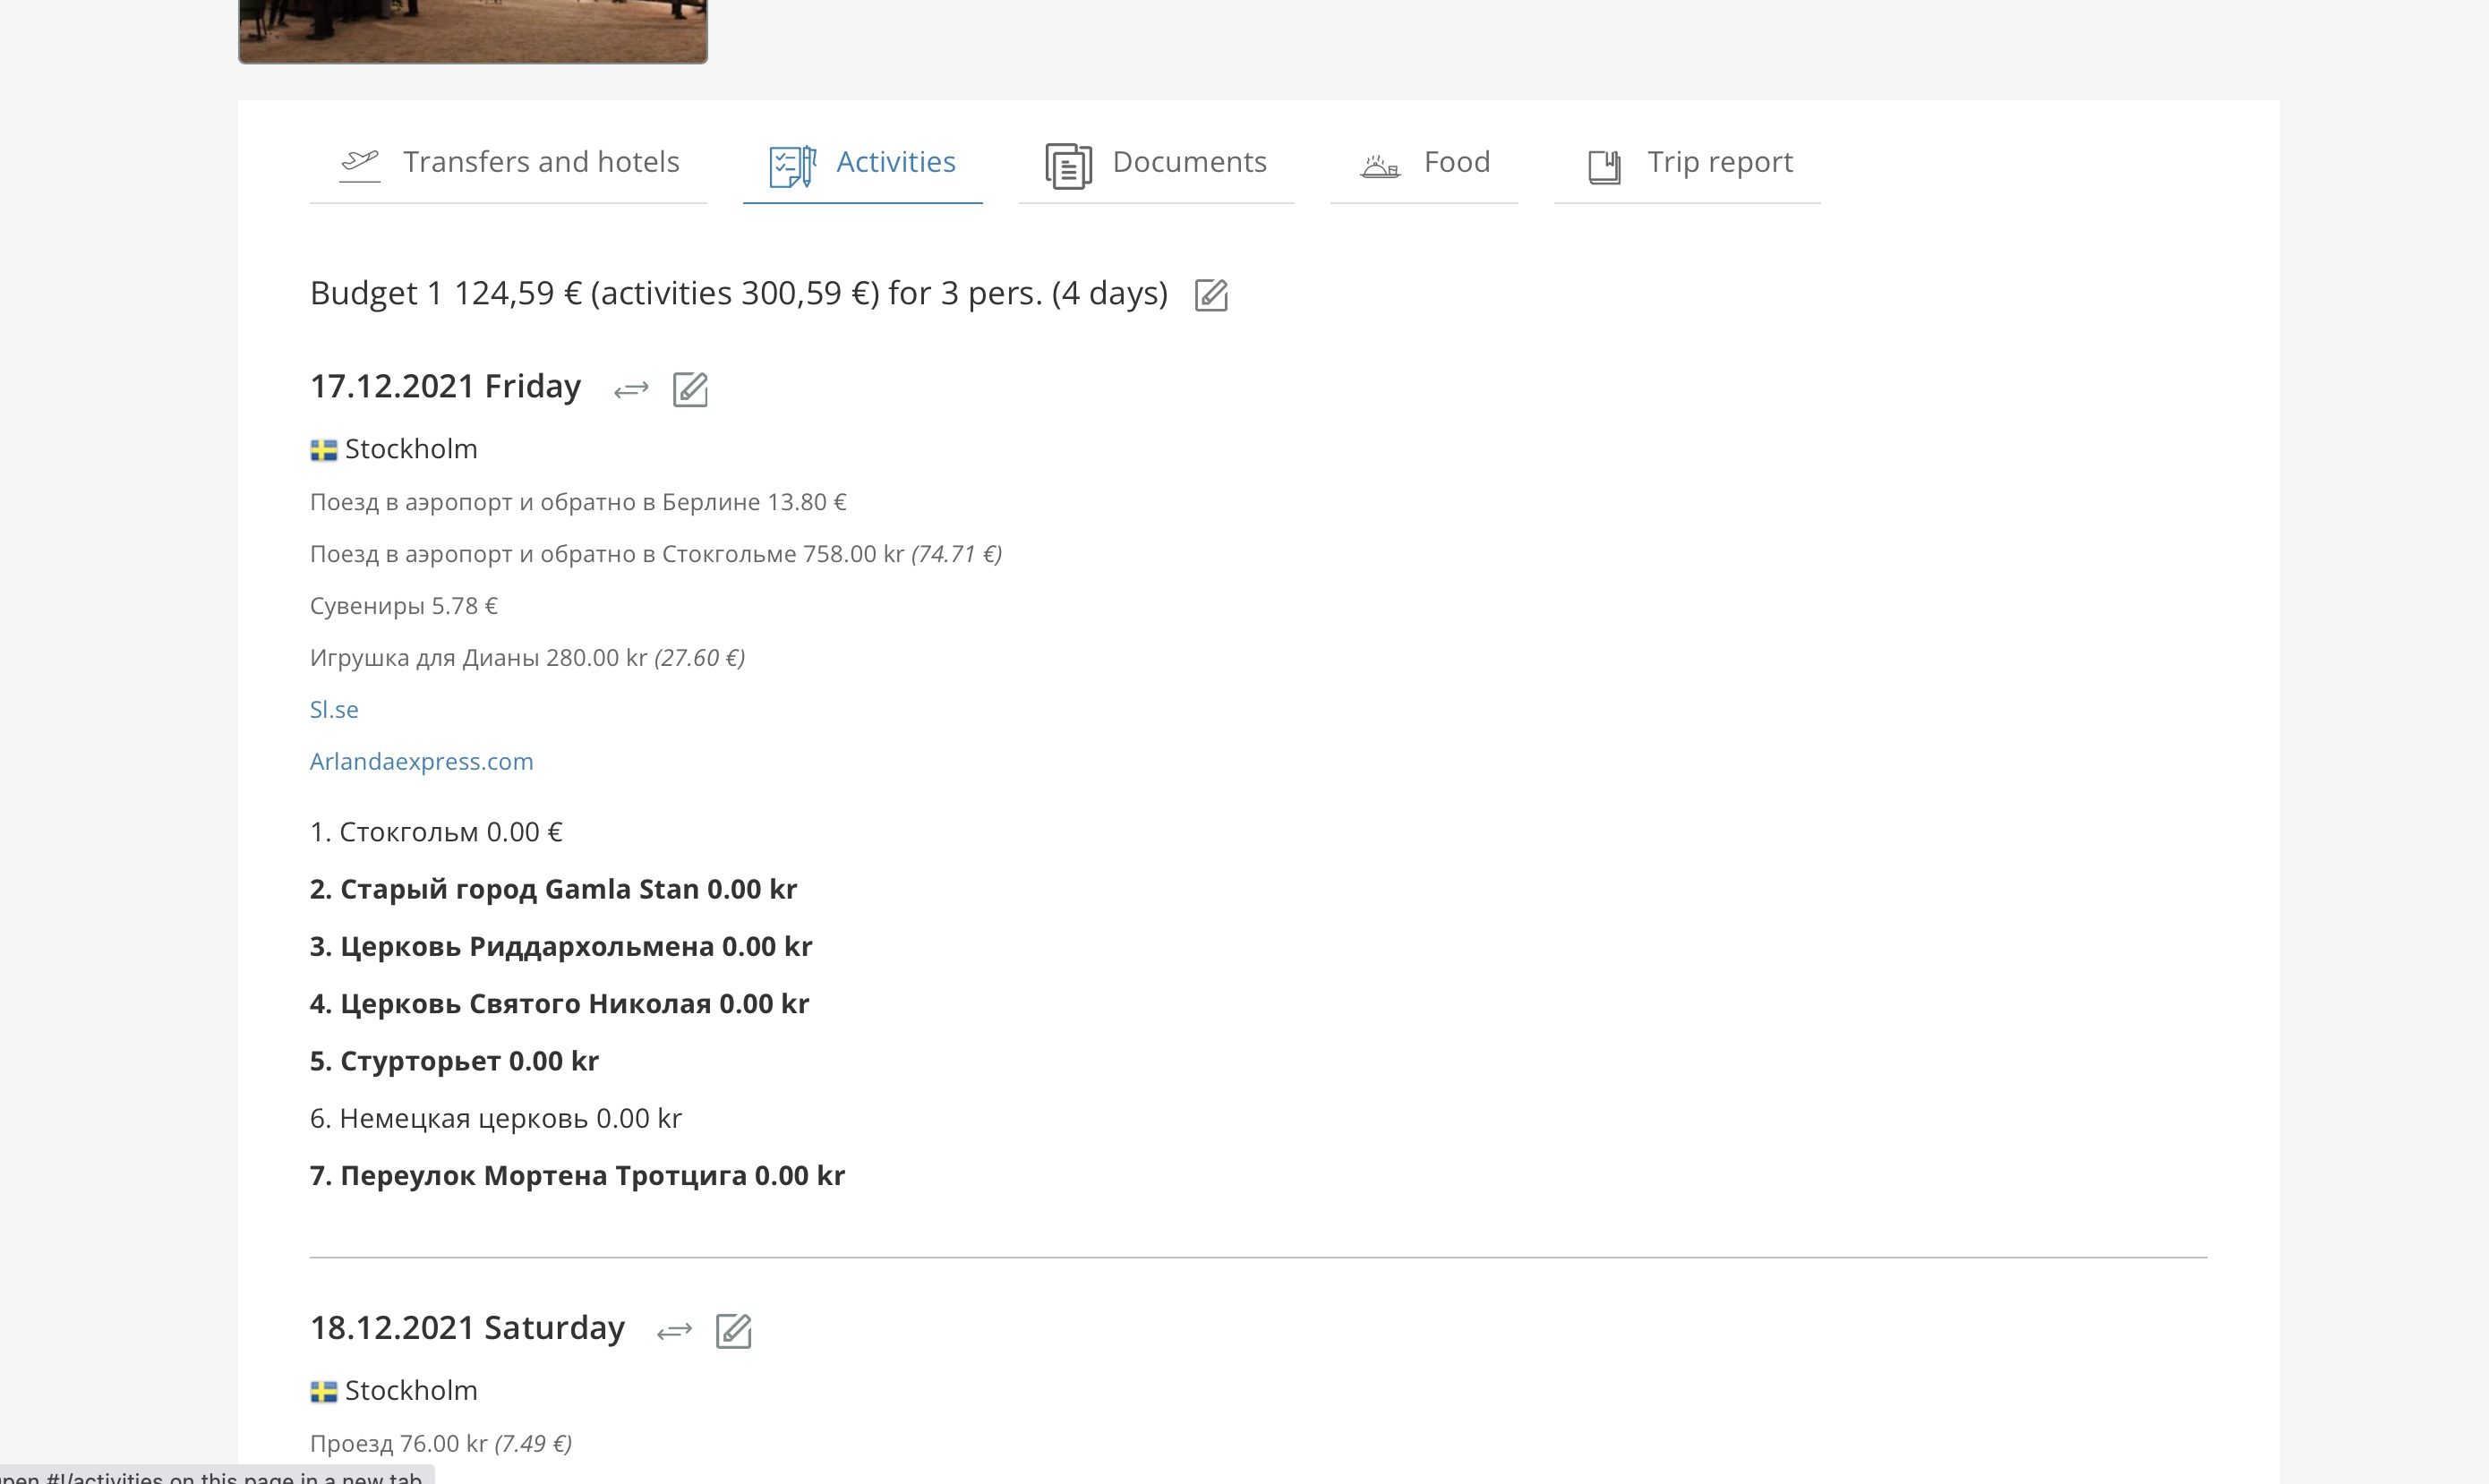 Transfers and hotels Activities Documents Food Trip report
Budget 1 124,59 € (activities 300,59 €) for 3 pers. (4 days)
17.12.2021 Friday
Stockholm
Поезд в аэропорт и обратно в Берлине 13.80 €
Поезд в аэропорт и обратно в Стокгольме 758.00 kr (74.71 €)
Сувениры 5.78 €
Игрушка для Дианы 280.00 kr (27.60 €)
Sl.se
Arlandaexpress.com
1. Стокгольм 0.00 €
2. Старый город Gamla Stan 0.00 kr
3. Церковь Риддархольмена 0.00 kr
4. Церковь Святого Николая 0.00 kr
5. Стурторьет 0.00 kr
6. Немецкая церковь 0.00 kr
7. Переулок Мортена Тротцига 0.00 kr
18.12.2021 Saturday
Stockholm
Проезд 76.00 kr (7.49 €)
pen #!/activities on this page in a new tab